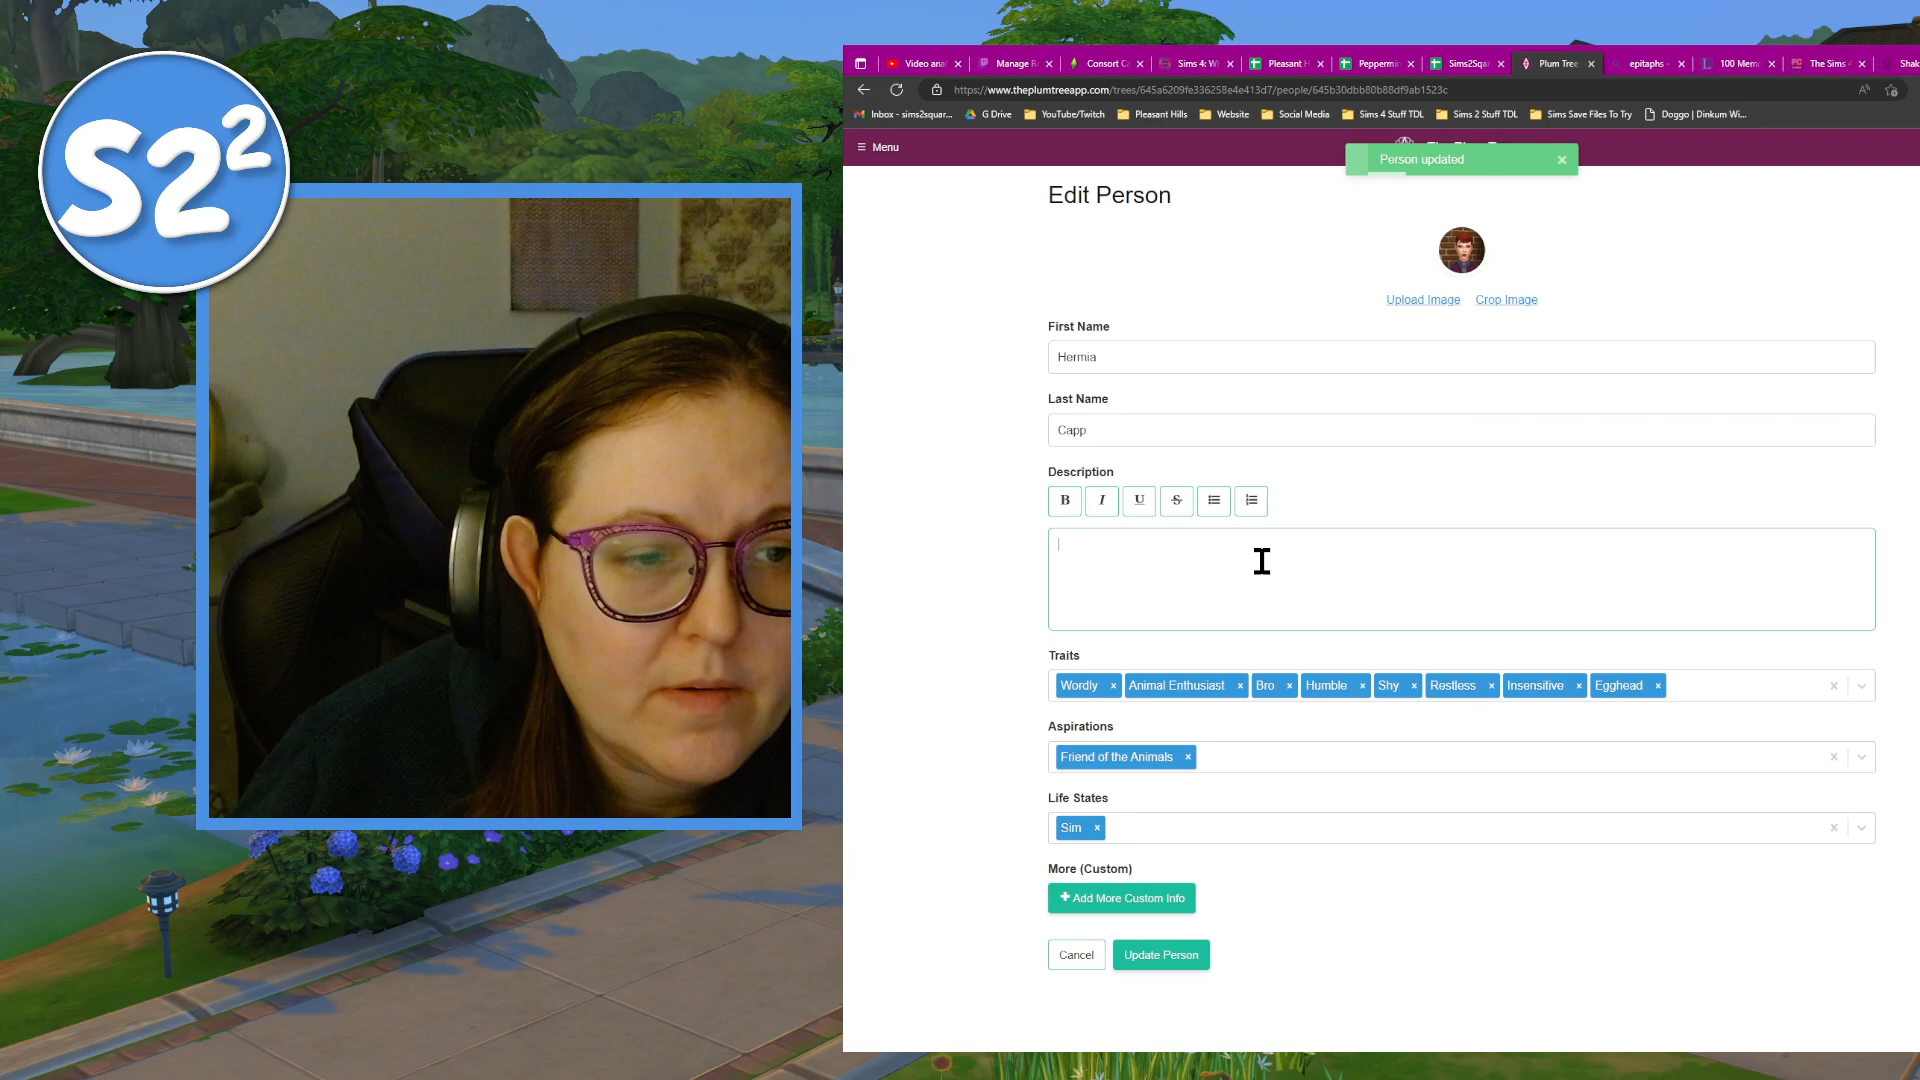 S2²
Video anal
Manage R
Consort C
Sims 4: W
Pleasant H
Peppermin
Sims2Squ
Plum Tree
epitaphs -
100 Mem
The Sims 4
Shak
https://www.theplumtreeapp.com/trees/645a6209fe336258e4e413d7/people/645b30dbb80b88df9ab1523c
Inbox - sims2squar... G Drive YouTube/Twitch Pleasant Hills Website Social Media Sims 4 Stuff TDL Sims 2 Stuff TDL Sims Save Files To Try Doggo | Dinkum Wi...
Menu
Person updated
Edit Person
Upload Image Crop Image
First Name
Hermia
Last Name
Capp
Description
B I U S
Traits
Wordly Animal Enthusiast Bro Humble Shy Restless Insensitive Egghead
Aspirations
Friend of the Animals
Life States
Sim
More (Custom)
+ Add More Custom Info
Cancel Update Person